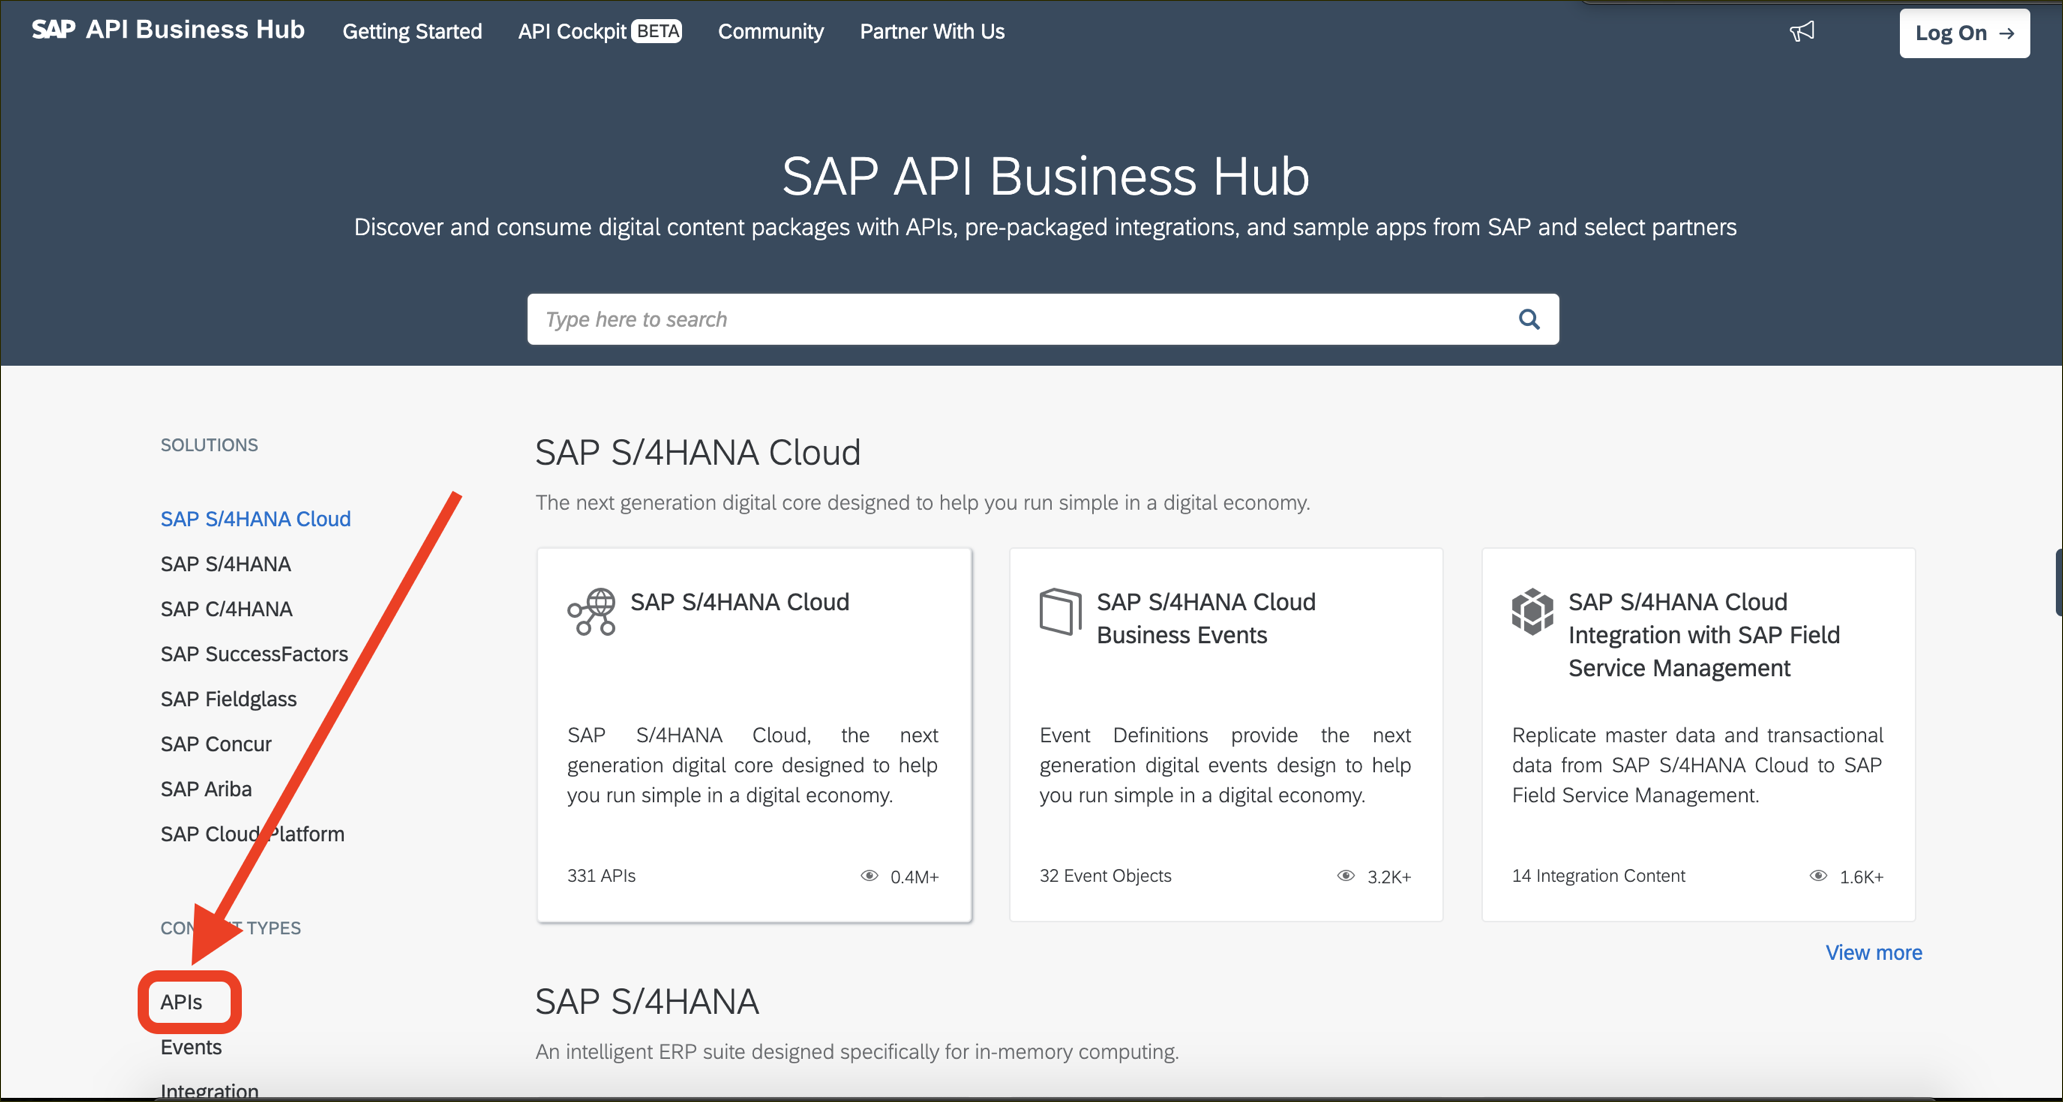 SAP API Business Hub
Getting Started
API Cockpit BETA
Community
Partner With Us
Log On →
SAP API Business Hub
Discover and consume digital content packages with APIs, pre-packaged integrations, and sample apps from SAP and select partners
Type here to search
SOLUTIONS
SAP S/4HANA Cloud
SAP S/4HANA
SAP C/4HANA
SAP SuccessFactors
SAP Fieldglass
SAP Concur
SAP Ariba
SAP Cloud Platform
CONTENT TYPES
APIs
Events
Integration
SAP S/4HANA Cloud
The next generation digital core designed to help you run simple in a digital economy.
SAP S/4HANA Cloud
SAP S/4HANA Cloud, the next
generation digital core designed to help
you run simple in a digital economy.
331 APIs
0.4M+
SAP S/4HANA Cloud
Business Events
Event Definitions provide the next
generation digital events design to help
you run simple in a digital economy.
32 Event Objects
3.2K+
SAP S/4HANA Cloud
Integration with SAP Field
Service Management
Replicate master data and transactional
data from SAP S/4HANA Cloud to SAP
Field Service Management.
14 Integration Content
1.6K+
View more
SAP S/4HANA
An intelligent ERP suite designed specifically for in-memory computing.